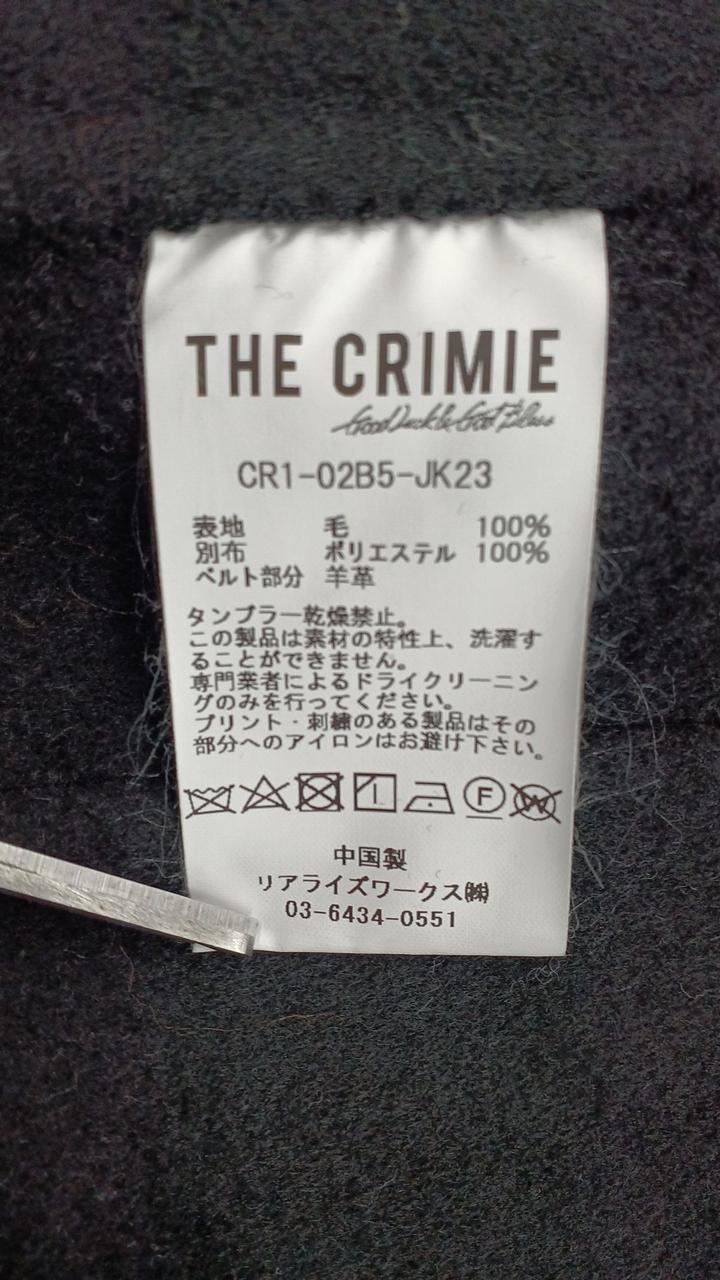 THE CRIMIE
Good Luck & God Bless
CR1-02B5-JK23
表地 毛 100%
別布 ポリエステル 100%
ベルト部分 羊革
タンブラー乾燥禁止。
この製品は素材の特性上、洗濯す
ることができません。
専門業者によるドライクリーニン
グのみを行ってください。
プリント・刺繍のある製品はその
部分へのアイロンはお避け下さい。
F W
中国製
リアライズワークス㈱
03-6434-0551